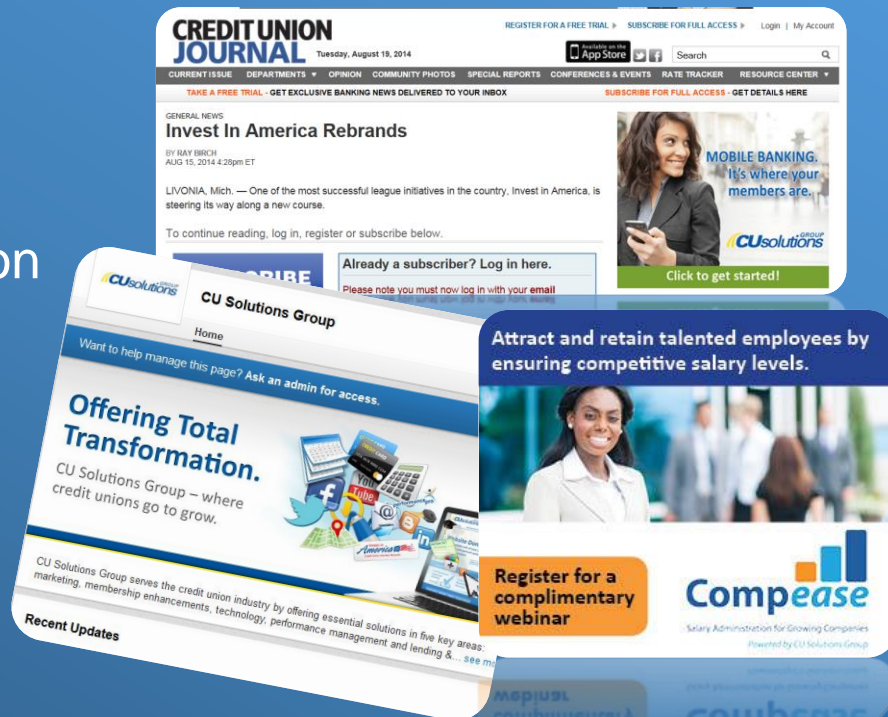 CREDIT UNION
JOURNAL
Tuesday, August 19, 2014
REGISTER FOR A FREE TRIAL
SUBSCRIBE FOR FULL ACCESS
Login | My Account
Available on the
App Store
Search
CURRENT ISSUE DEPARTMENTS OPINION COMMUNITY PHOTOS SPECIAL REPORTS CONFERENCES & EVENTS RATE TRACKER RESOURCE CENTER
TAKE A FREE TRIAL - GET EXCLUSIVE BANKING NEWS DELIVERED TO YOUR INBOX
SUBSCRIBE FOR FULL ACCESS - GET DETAILS HERE
GENERAL NEWS
Invest In America Rebrands
BY RAY BIRCH
AUG 15, 2014 4:28pm ET
LIVONIA, Mich. — One of the most successful league initiatives in the country, Invest in America, is
steering its way along a new course.
To continue reading, log in, register or subscribe below.
Already a subscriber? Log in here.
Please note you must now log in with your email
MOBILE BANKING.
It's where your
members are.
CUsolutions
GROUP
Click to get started!
on
CUsolutions
GROUP
CU Solutions Group
Home
Want to help manage this page? Ask an admin for access.
Offering Total
Transformation.
CU Solutions Group – where
credit unions go to grow.
You
Tube
America
CU Solutions Group serves the credit union industry by offering essential solutions in five key areas:
marketing, membership enhancements, technology, performance management and lending &... see
Recent Updates
Attract and retain talented employees by
ensuring competitive salary levels.
Register for a
complimentary
webinar
Compease
Salary Administration for Growing Companies
Powered by CU Solutions Group